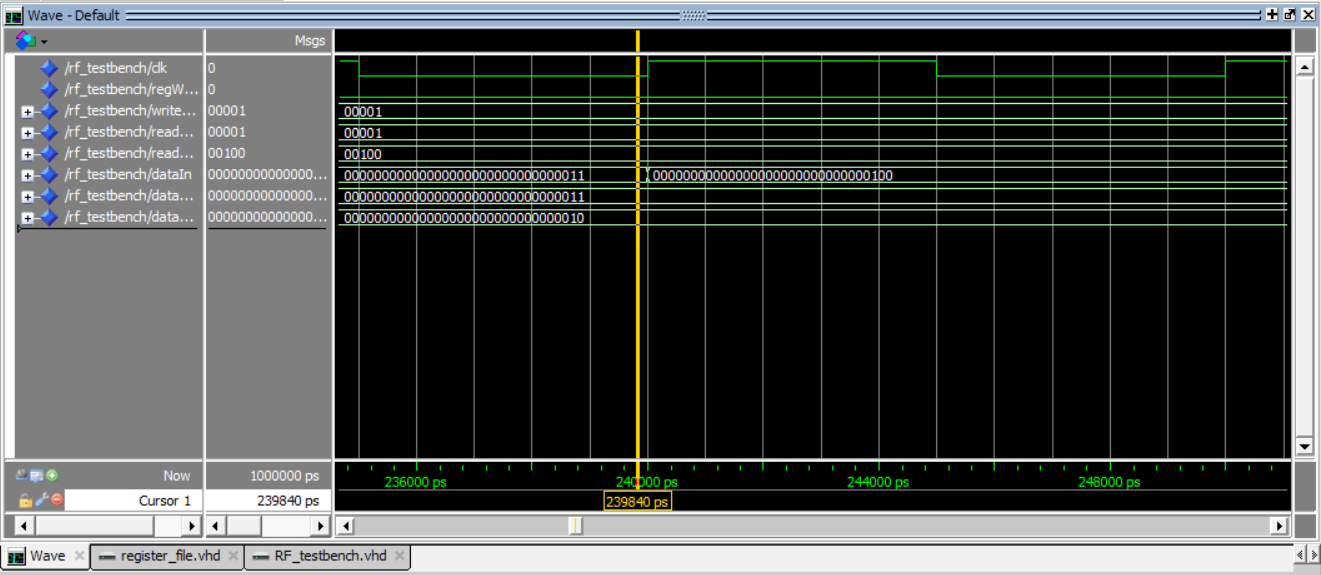 Wave - Default
Msgs
/rf_testbench/clk 0
/rf_testbench/regW... 0
/rf_testbench/write... 00001 00001
/rf_testbench/read... 00001 00001
/rf_testbench/read... 00100 00100
/rf_testbench/dataIn 00000000000000... 00000000000000000000000000000011 00000000000000000000000000000100
/rf_testbench/data... 00000000000000... 00000000000000000000000000000011
/rf_testbench/data... 00000000000000... 00000000000000000000000000000010
Now 1000000 ps 236000 ps 240000 ps 244000 ps 248000 ps
Cursor 1 239840 ps 239840 ps
Wave register_file.vhd RF_testbench.vhd